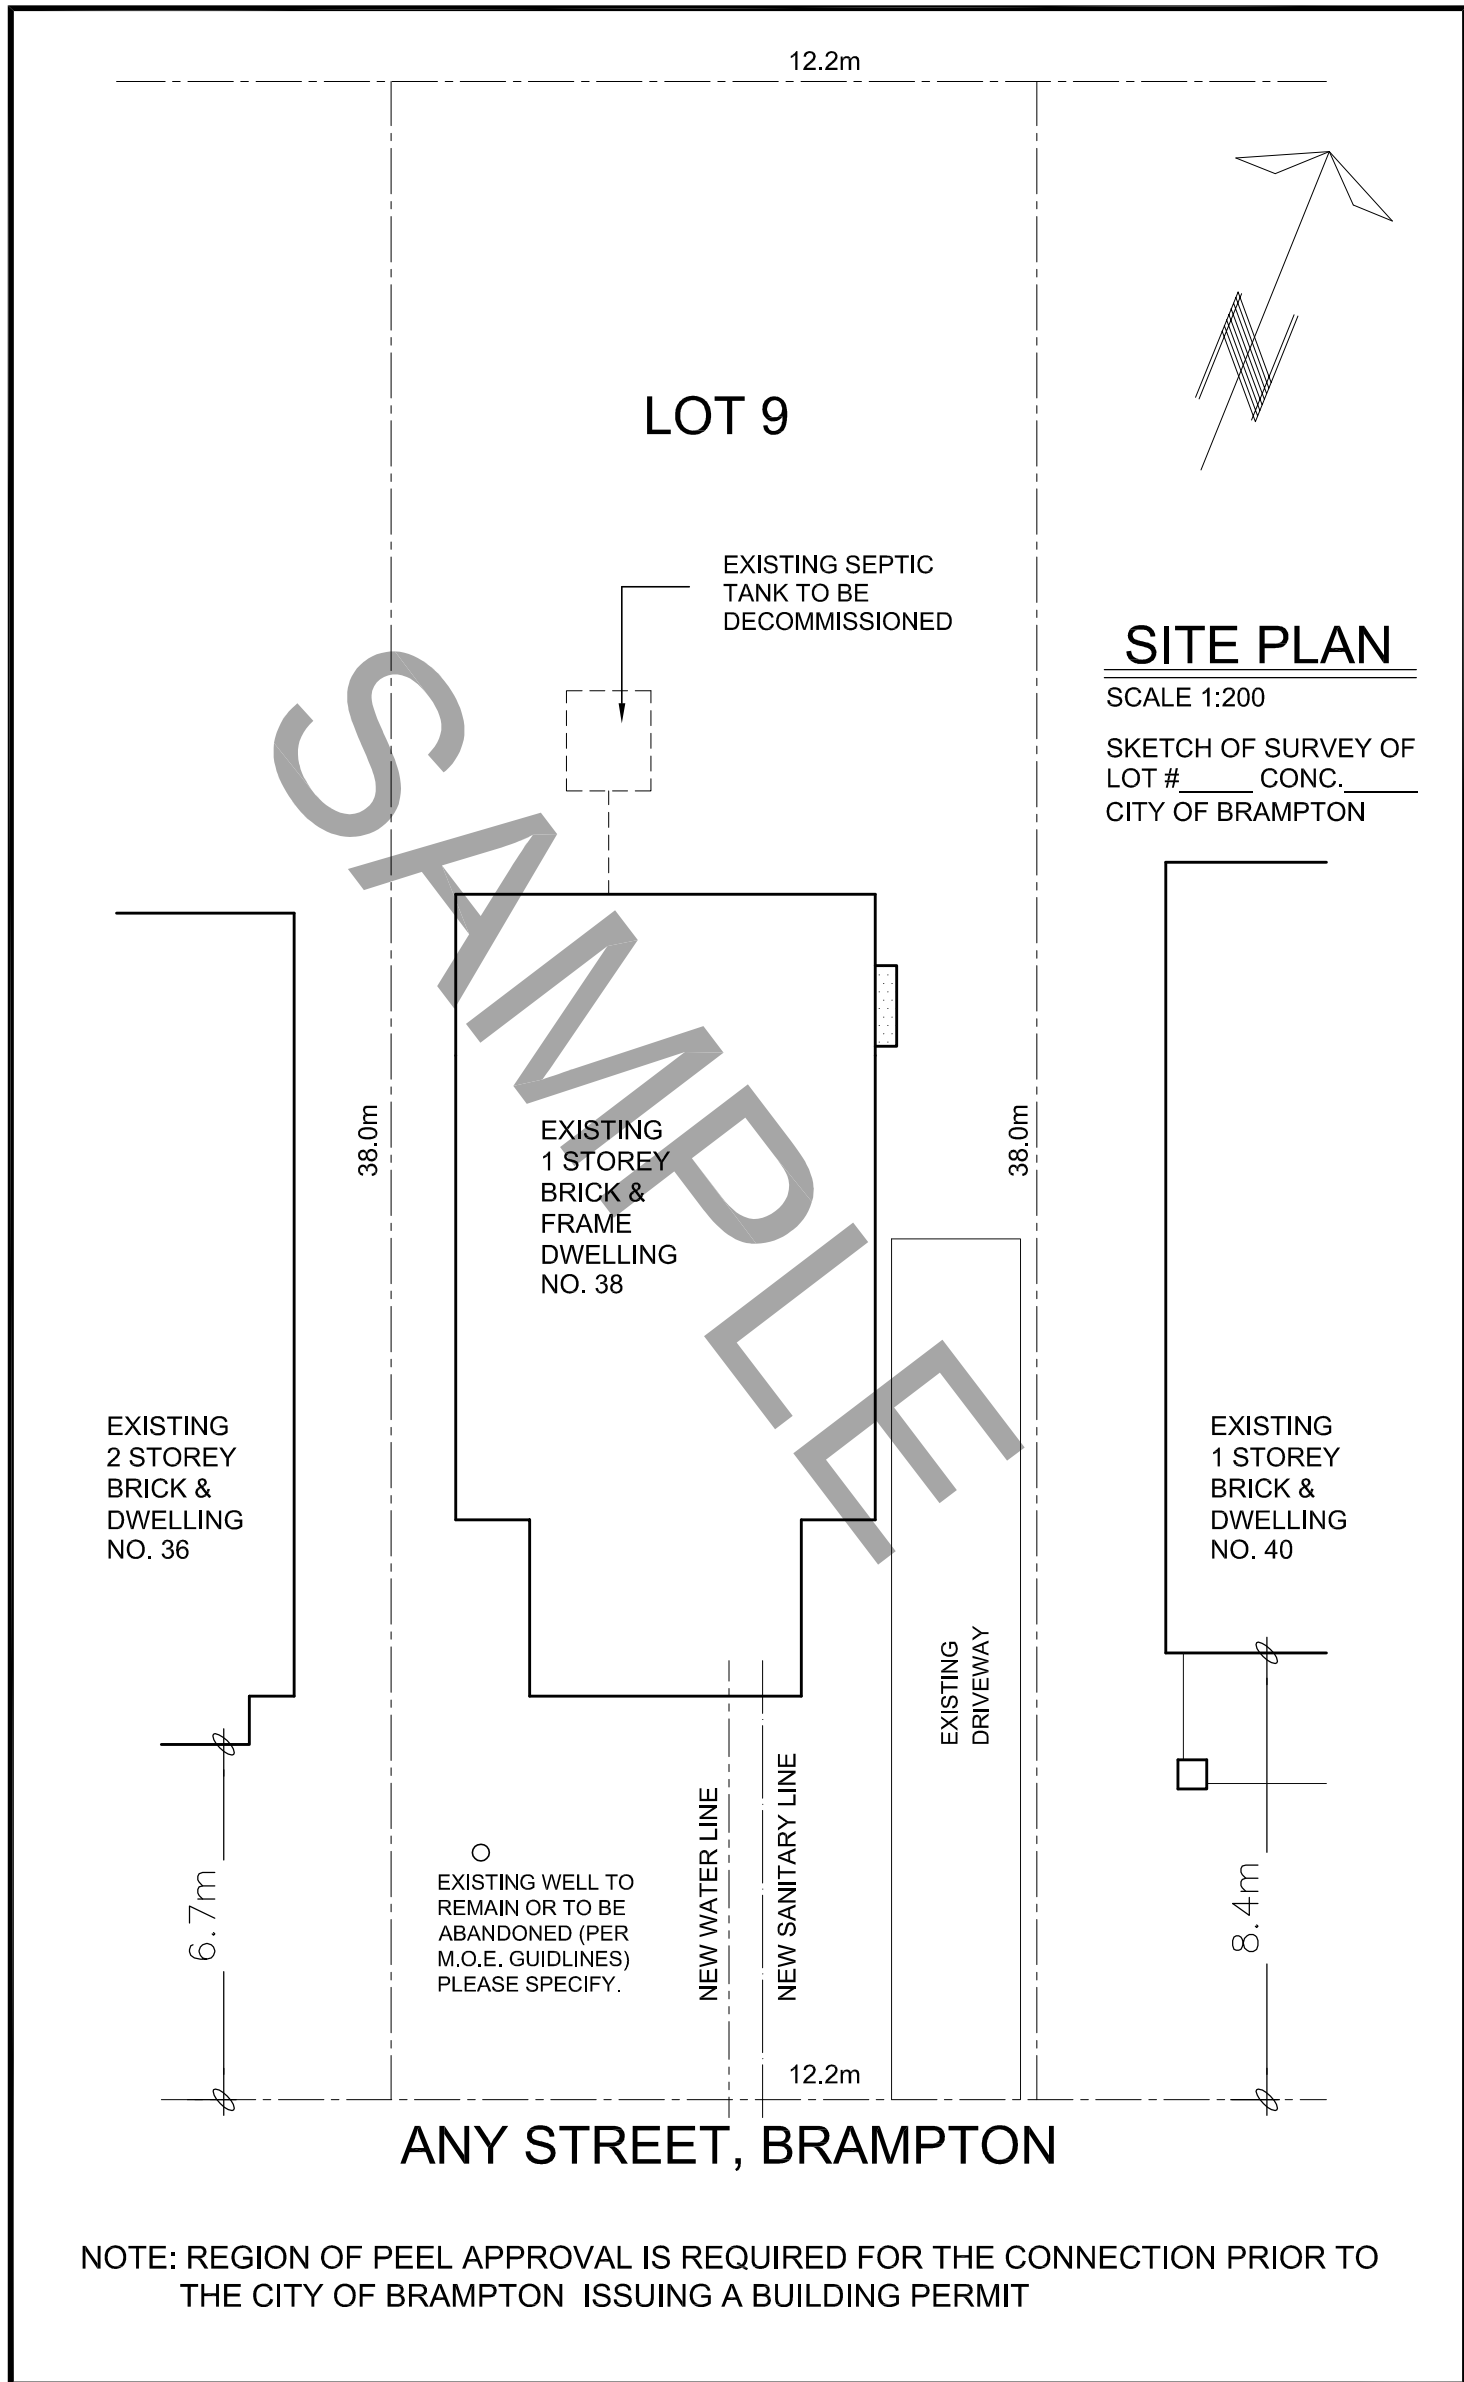 12.2m
N
LOT 9
EXISTING SEPTIC
TANK TO BE
DECOMMISSIONED
SITE PLAN
SCALE 1:200
SKETCH OF SURVEY OF
LOT #_____ CONC._____
CITY OF BRAMPTON
SAMPLE
38.0m
EXISTING
1 STOREY
BRICK &
FRAME
DWELLING
NO. 38
38.0m
EXISTING
2 STOREY
BRICK &
DWELLING
NO. 36
EXISTING
1 STOREY
BRICK &
DWELLING
NO. 40
EXISTING
DRIVEWAY
6.7m
EXISTING WELL TO
REMAIN OR TO BE
ABANDONED (PER
M.O.E. GUIDLINES)
PLEASE SPECIFY.
NEW WATER LINE
NEW SANITARY LINE
8.4m
12.2m
ANY STREET, BRAMPTON
NOTE: REGION OF PEEL APPROVAL IS REQUIRED FOR THE CONNECTION PRIOR TO
THE CITY OF BRAMPTON ISSUING A BUILDING PERMIT